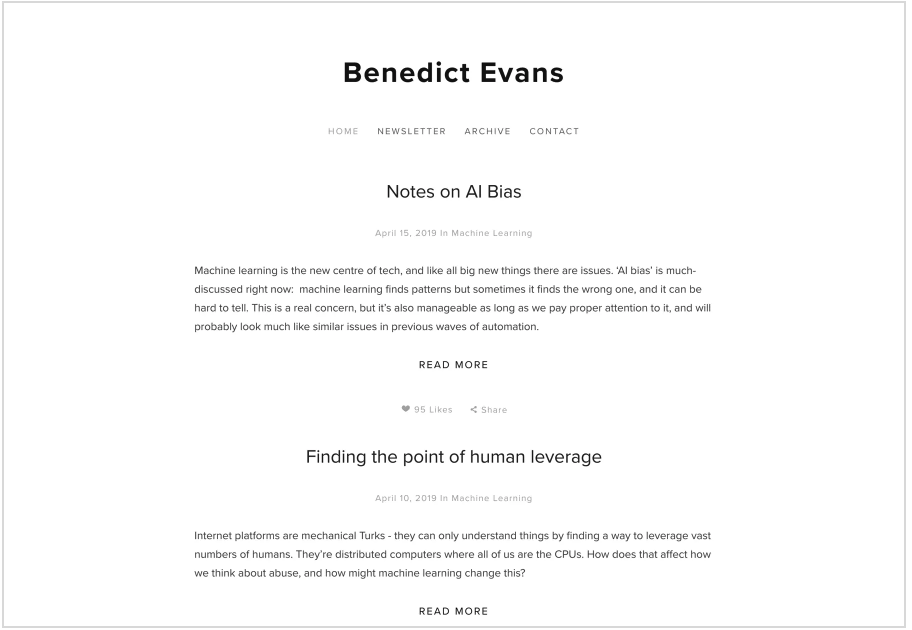 Benedict Evans
HOME NEWSLETTER ARCHIVE CONTACT
Notes on AI Bias
April 15, 2019 In Machine Learning
Machine learning is the new centre of tech, and like all big new things there are issues. ‘AI bias’ is much-
discussed right now:  machine learning finds patterns but sometimes it finds the wrong one, and it can be
hard to tell. This is a real concern, but it’s also manageable as long as we pay proper attention to it, and will
probably look much like similar issues in previous waves of automation.
READ MORE
95 Likes Share
Finding the point of human leverage
April 10, 2019 In Machine Learning
Internet platforms are mechanical Turks - they can only understand things by finding a way to leverage vast
numbers of humans. They’re distributed computers where all of us are the CPUs. How does that affect how
we think about abuse, and how might machine learning change this?
READ MORE